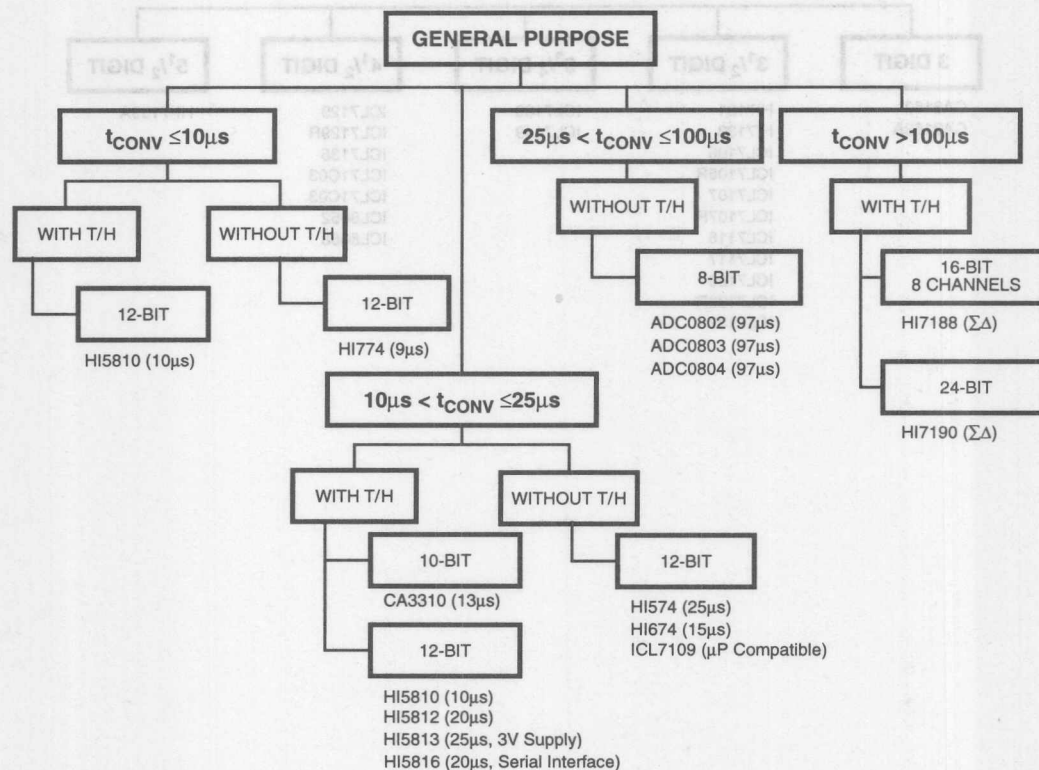 GENERAL PURPOSE
tCONV ≤10µs
WITH T/H
12-BIT
HI5810 (10µs)
WITHOUT T/H
12-BIT
HI774 (9µs)
10µs < tCONV ≤25µs
WITH T/H
10-BIT
CA3310 (13µs)
12-BIT
HI5810 (10µs)
HI5812 (20µs)
HI5813 (25µs, 3V Supply)
HI5816 (20µs, Serial Interface)
WITHOUT T/H
12-BIT
HI574 (25µs)
HI674 (15µs)
ICL7109 (µP Compatible)
25µs < tCONV ≤100µs
WITHOUT T/H
8-BIT
ADC0802 (97µs)
ADC0803 (97µs)
ADC0804 (97µs)
tCONV >100µs
WITH T/H
16-BIT
8 CHANNELS
HI7188 (ΣΔ)
24-BIT
HI7190 (ΣΔ)